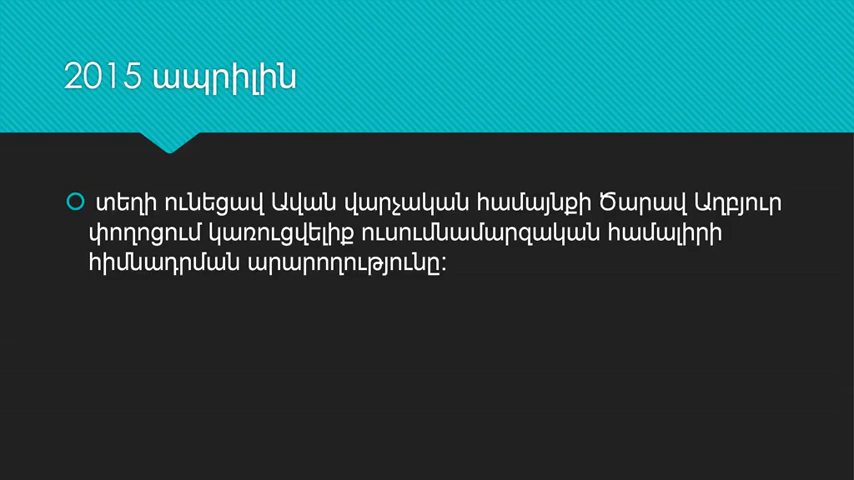 2015 ապրիլին
տեղի ունեցավ Ավան վարչական համայնքի Ծարավ Աղբյուր
փողոցում կառուցվելիք ուսումնամարզական համալիրի
հիմնադրման արարողությունը: